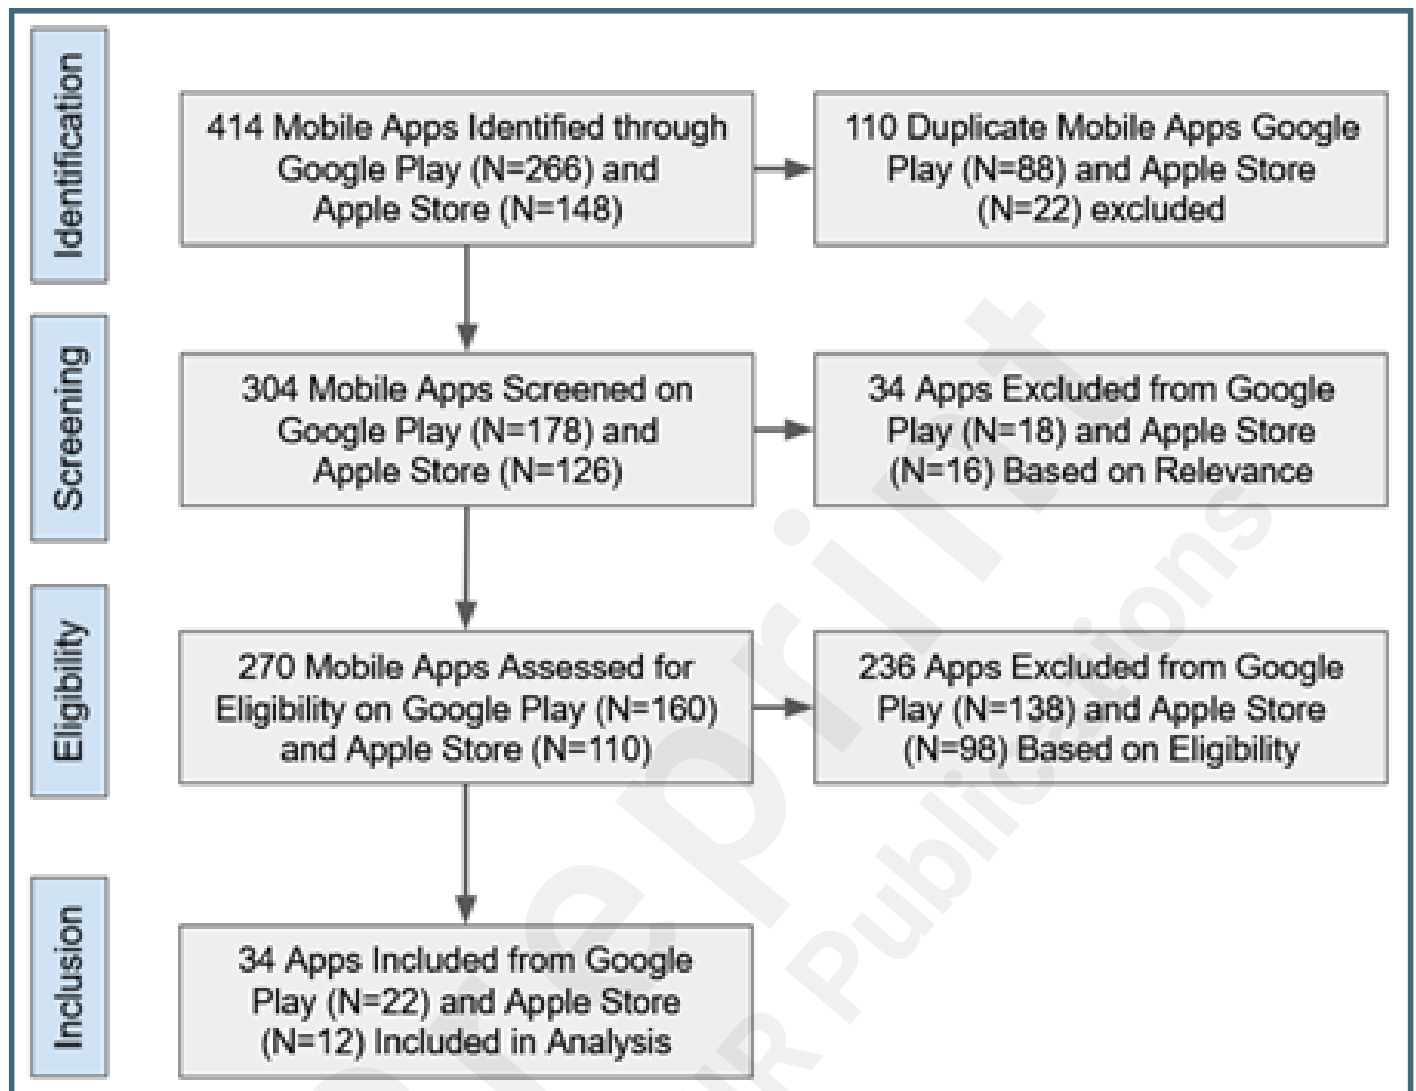 Identification
414 Mobile Apps Identified through
Google Play (N=266) and
Apple Store (N=148)
110 Duplicate Mobile Apps Google
Play (N=88) and Apple Store
(N=22) excluded
Screening
304 Mobile Apps Screened on
Google Play (N=178) and
Apple Store (N=126)
34 Apps Excluded from Google
Play (N=18) and Apple Store
(N=16) Based on Relevance
Eligibility
270 Mobile Apps Assessed for
Eligibility on Google Play (N=160)
and Apple Store (N=110)
236 Apps Excluded from Google
Play (N=138) and Apple Store
(N=98) Based on Eligibility
Inclusion
34 Apps Included from Google
Play (N=22) and Apple Store
(N=12) Included in Analysis
Publications